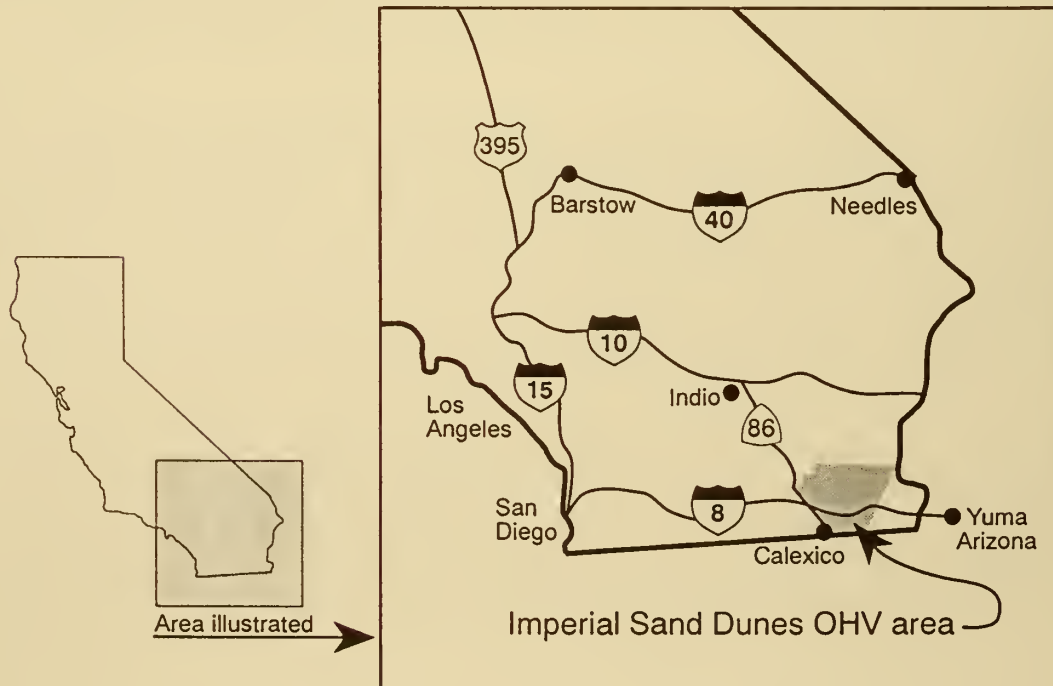 395
Barstow
40
Needles
10
15
Indio
86
Los
Angeles
San
Diego
8
Yuma
Arizona
Calexico
Area illustrated
Imperial Sand Dunes OHV area